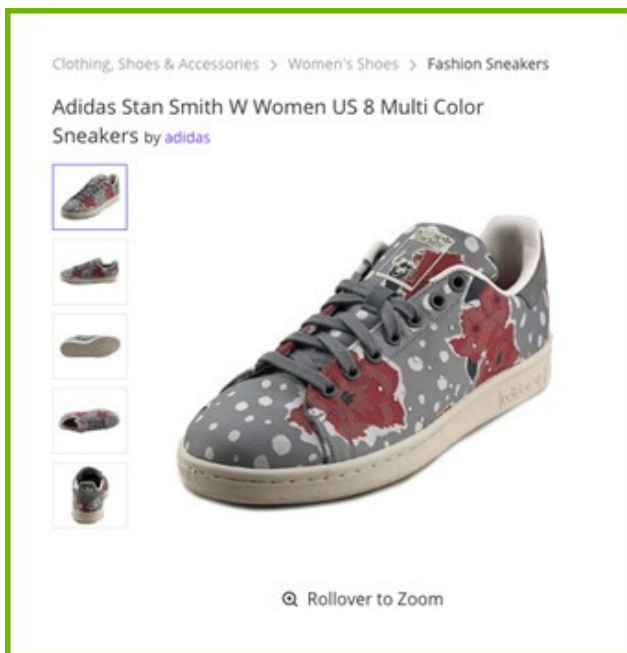 Clothing, Shoes & Accessories > Women's Shoes > Fashion Sneakers
Adidas Stan Smith W Women US 8 Multi Color
Sneakers by adidas
Rollover to Zoom